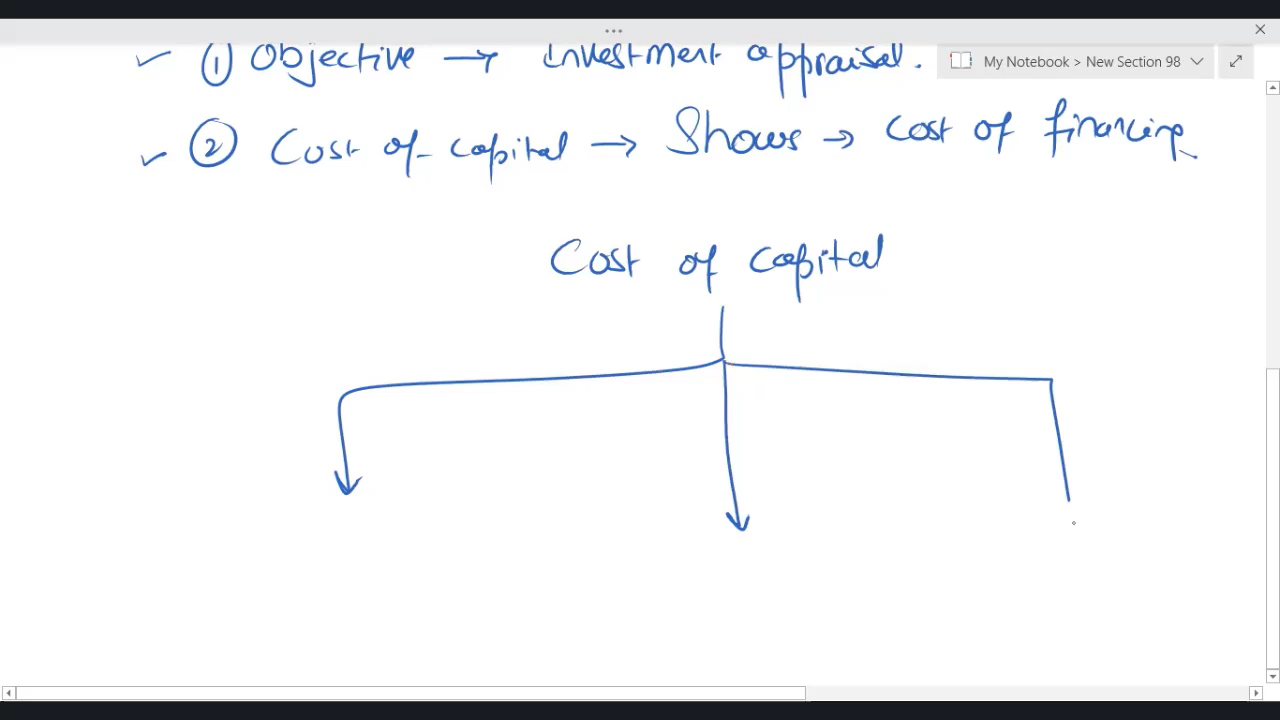 ✓ ① Objective → Investment appraisal.
My Notebook > New Section 98
✓ ② Cost of capital → Shows → cost of financing
Cost of capital